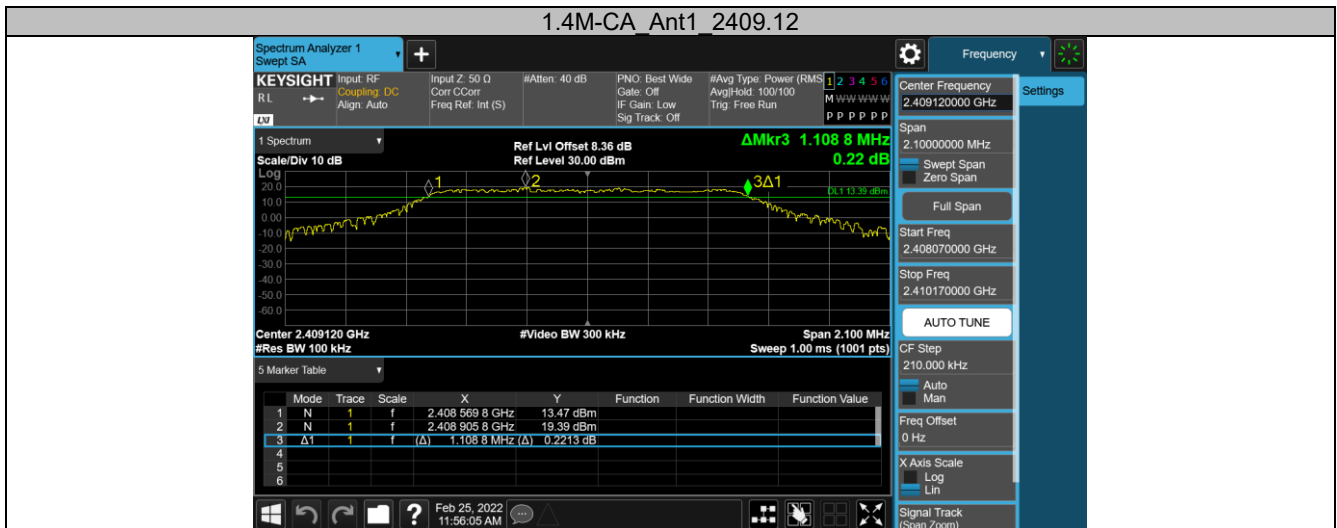 1.4M-CA_Ant1_2409.12
Spectrum Analyzer 1
Swept SA
Frequency
KEYSIGHT Input: RF Input Z: 50 Ω #Atten: 40 dB PNO: Best Wide #Avg Type: Power (RMS 1 2 3 4 5 6
RL Coupling: DC Corr CCorr Gate: Off Avg|Hold: 100/100 M W W W W W
Align: Auto Freq Ref: Int (S) IF Gain: Low Trig: Free Run
LXI Sig Track: Off P P P P P P
1 Spectrum
Ref Lvl Offset 8.36 dB
ΔMkr3 1.108 8 MHz
Scale/Div 10 dB Ref Level 30.00 dBm 0.22 dB
Log
1 2 3Δ1
20.0
DL1 13.39 dBm
10.0
0.00
-10.0
-20.0
-30.0
-40.0
-50.0
-60.0
Center 2.409120 GHz #Video BW 300 kHz Span 2.100 MHz
#Res BW 100 kHz Sweep 1.00 ms (1001 pts)
5 Marker Table
Mode Trace Scale X Y Function Function Width Function Value
1 N 1 f 2.408 569 8 GHz 13.47 dBm
2 N 1 f 2.408 905 8 GHz 19.39 dBm
3 Δ1 1 f (Δ) 1.108 8 MHz (Δ) 0.2213 dB
4
5
6
Feb 25, 2022
11:56:05 AM
Center Frequency
2.409120000 GHz
Settings
Span
2.10000000 MHz
Swept Span
Zero Span
Full Span
Start Freq
2.408070000 GHz
Stop Freq
2.410170000 GHz
AUTO TUNE
CF Step
210.000 kHz
Auto
Man
Freq Offset
0 Hz
X Axis Scale
Log
Lin
Signal Track
(Span Zoom)